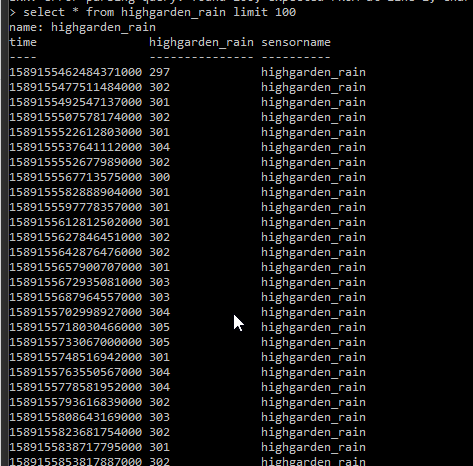 > select * from highgarden_rain limit 100
name: highgarden_rain
time highgarden_rain sensorname
---- --------------- ----------
1589155462484371000 297 highgarden_rain
1589155477511484000 302 highgarden_rain
1589155492547137000 301 highgarden_rain
1589155507578174000 302 highgarden_rain
1589155522612803000 301 highgarden_rain
1589155537641112000 304 highgarden_rain
1589155552677989000 302 highgarden_rain
1589155567713575000 300 highgarden_rain
1589155582888904000 301 highgarden_rain
1589155597778357000 301 highgarden_rain
1589155612812502000 301 highgarden_rain
1589155627846451000 302 highgarden_rain
1589155642876476000 302 highgarden_rain
1589155657900707000 301 highgarden_rain
1589155672935081000 303 highgarden_rain
1589155687964557000 303 highgarden_rain
1589155702998927000 304 highgarden_rain
1589155718030466000 305 highgarden_rain
1589155733067000000 305 highgarden_rain
1589155748516942000 301 highgarden_rain
1589155763550567000 304 highgarden_rain
1589155778581952000 304 highgarden_rain
1589155793616839000 302 highgarden_rain
1589155808643169000 303 highgarden_rain
1589155823681754000 302 highgarden_rain
1589155838717795000 301 highgarden_rain
1589155853817887000 302 highgarden_rain